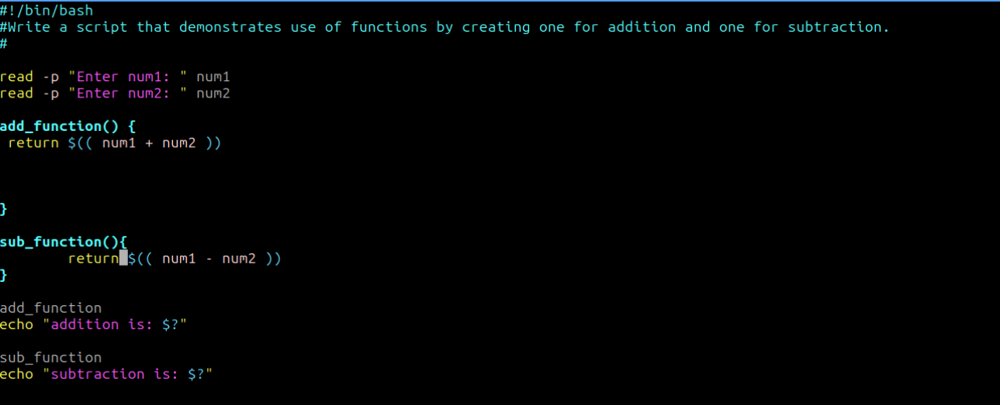 #!/bin/bash
#Write a script that demonstrates use of functions by creating one for addition and one for subtraction.
#
read -p "Enter num1: " num1
read -p "Enter num2: " num2
add_function() {
 return $(( num1 + num2 ))
}
sub_function(){
        return $(( num1 - num2 ))
}
add_function
echo "addition is: $?"
sub_function
echo "subtraction is: $?"